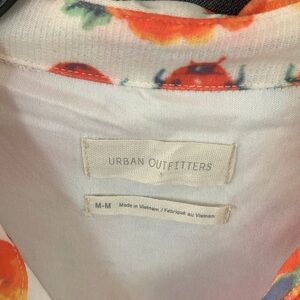 URBAN OUTFITTERS
M-M Made in Vietnam / Fabriqué au Vietnam